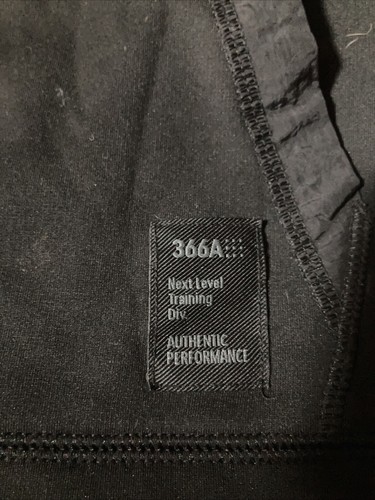 366A
Next Level
Training
Div.
AUTHENTIC
PERFORMANCE